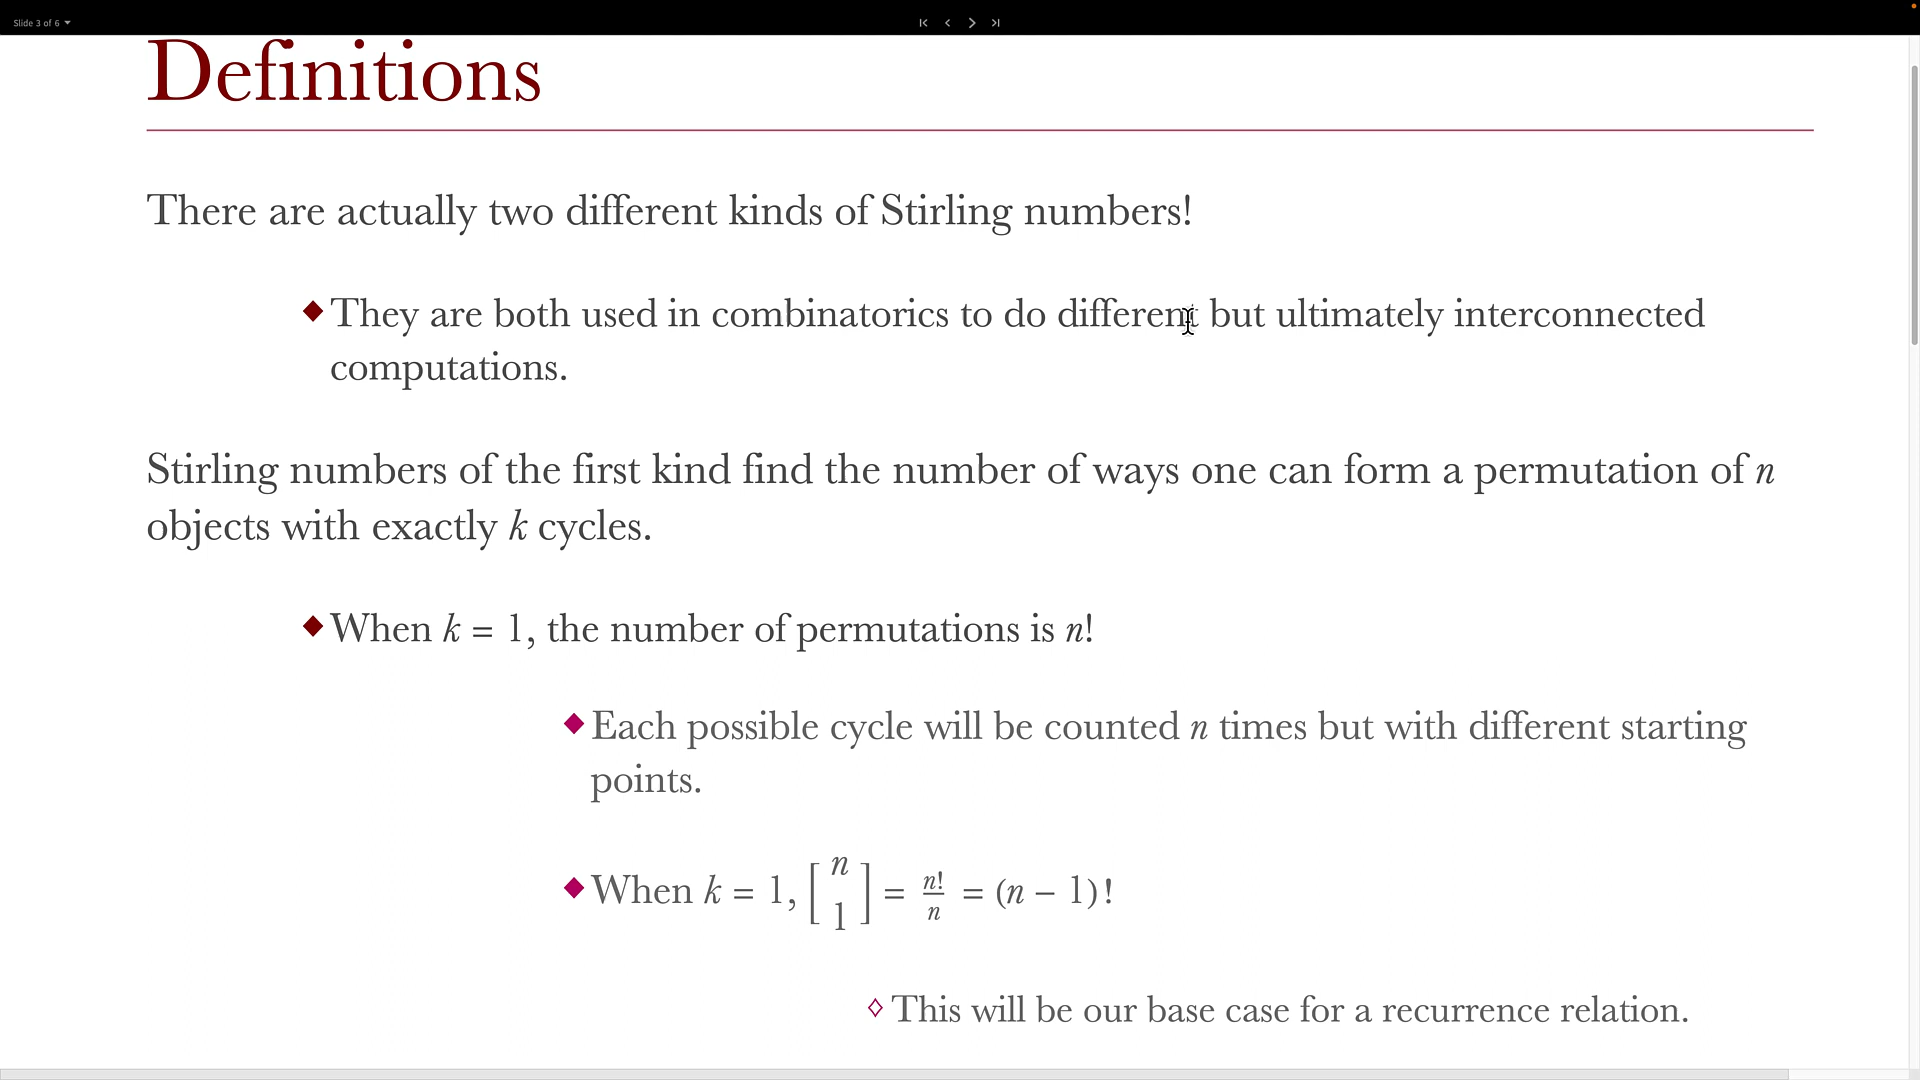 Slide 3 of 6
Definitions
There are actually two different kinds of Stirling numbers!
◆ They are both used in combinatorics to do different but ultimately interconnected
computations.
Stirling numbers of the first kind find the number of ways one can form a permutation of n
objects with exactly k cycles.
◆ When k = 1, the number of permutations is n!
◆ Each possible cycle will be counted n times but with different starting
points.
◆ When k = 1, [n 1] = n!/n = (n − 1)!
◇ This will be our base case for a recurrence relation.